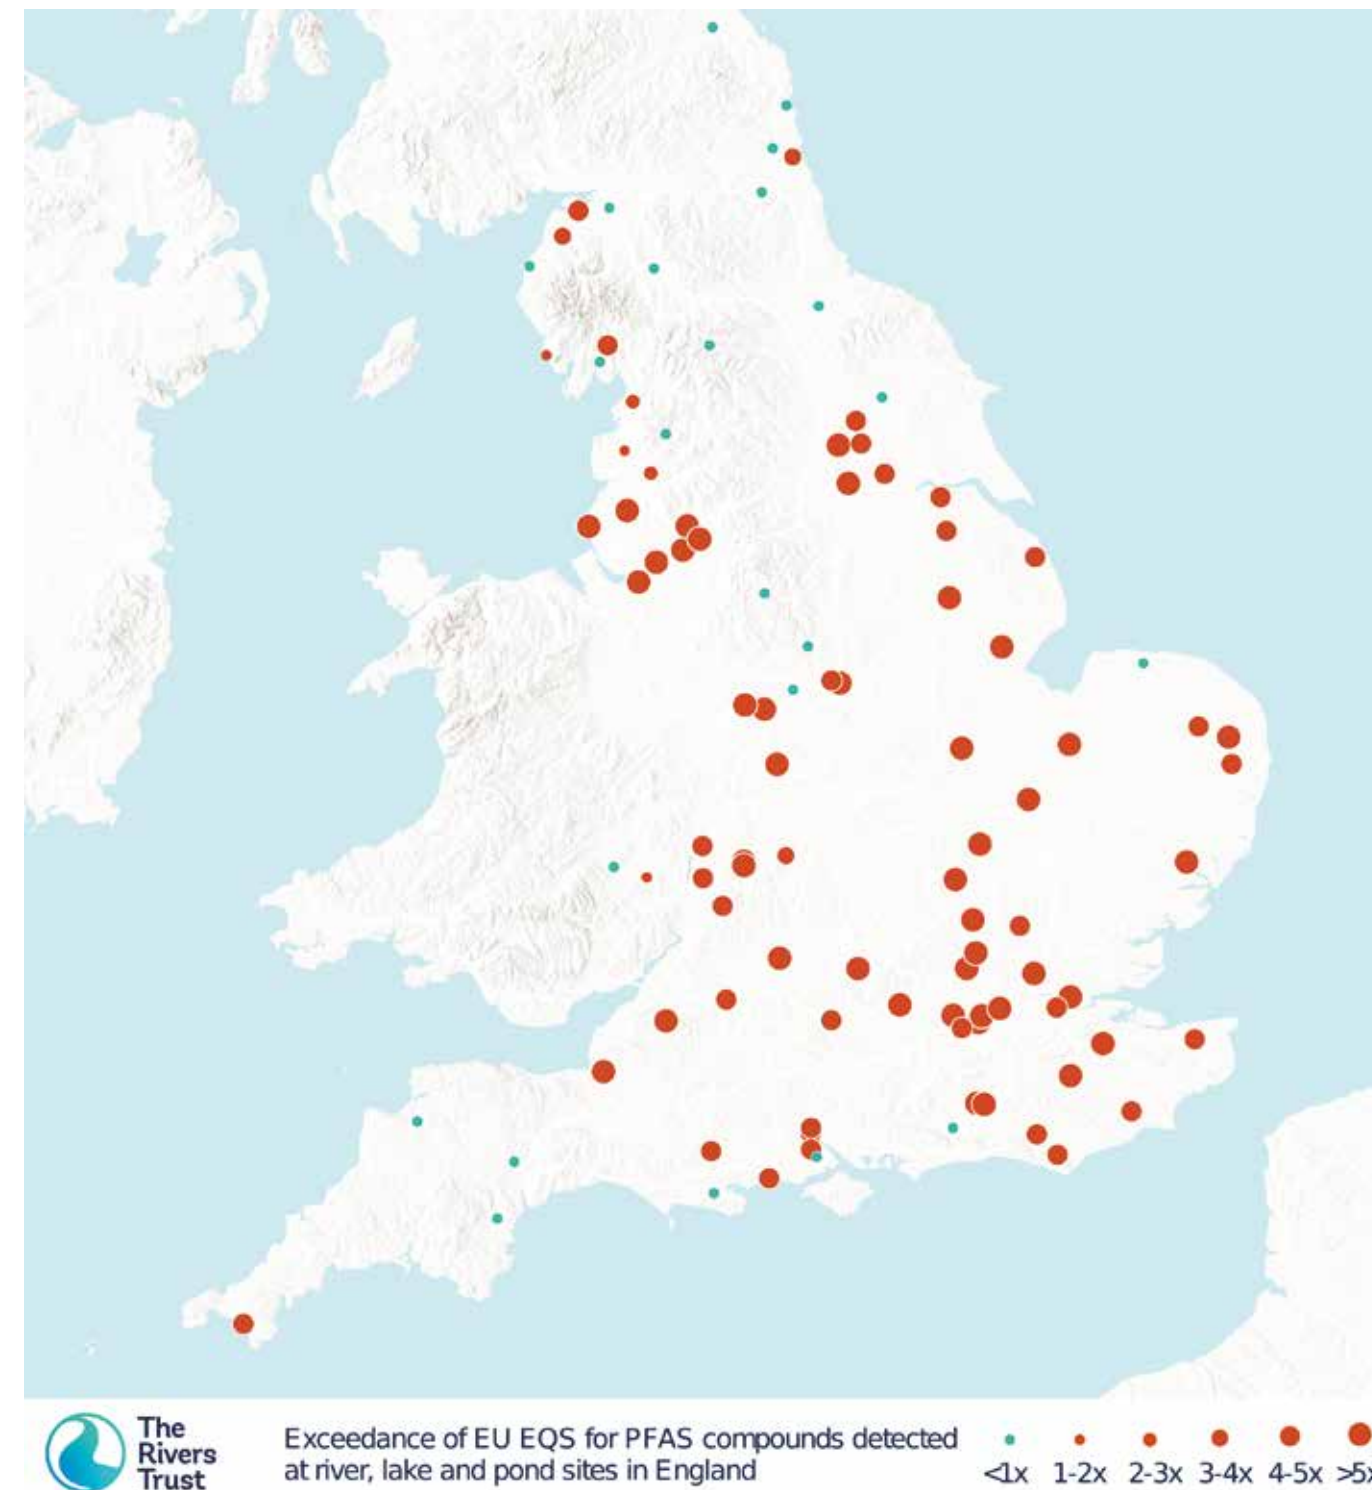 The
Rivers
Trust
Exceedance of EU EQS for PFAS compounds detected
at river, lake and pond sites in England
<1x 1-2x 2-3x 3-4x 4-5x >5x